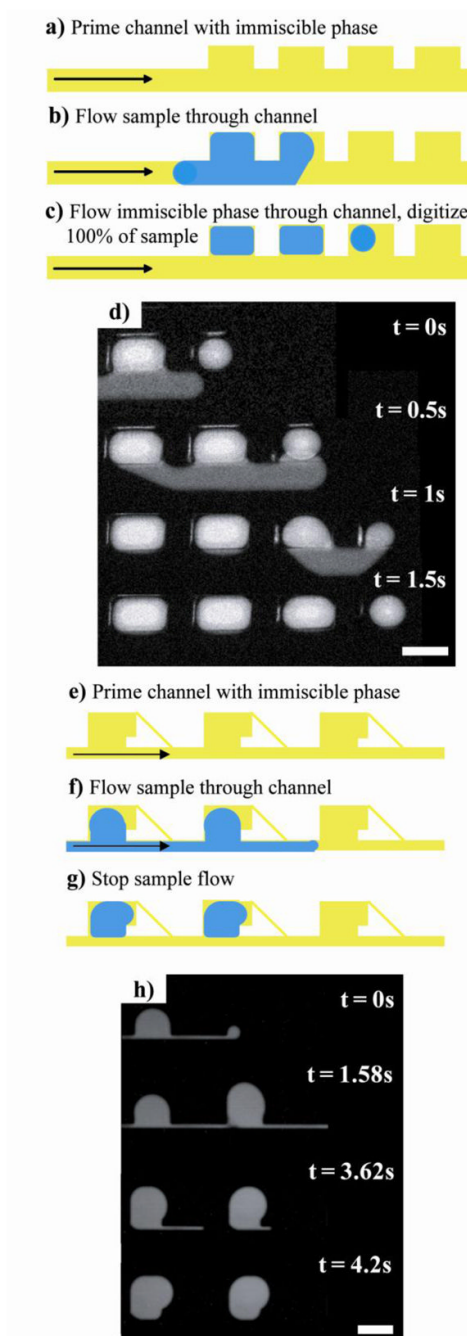 a) Prime channel with immiscible phase
b) Flow sample through channel
c) Flow immiscible phase through channel, digitize
100% of sample
d)
t = 0s
t = 0.5s
t = 1s
t = 1.5s
e) Prime channel with immiscible phase
f) Flow sample through channel
g) Stop sample flow
h)
t = 0s
t = 1.58s
t = 3.62s
t = 4.2s